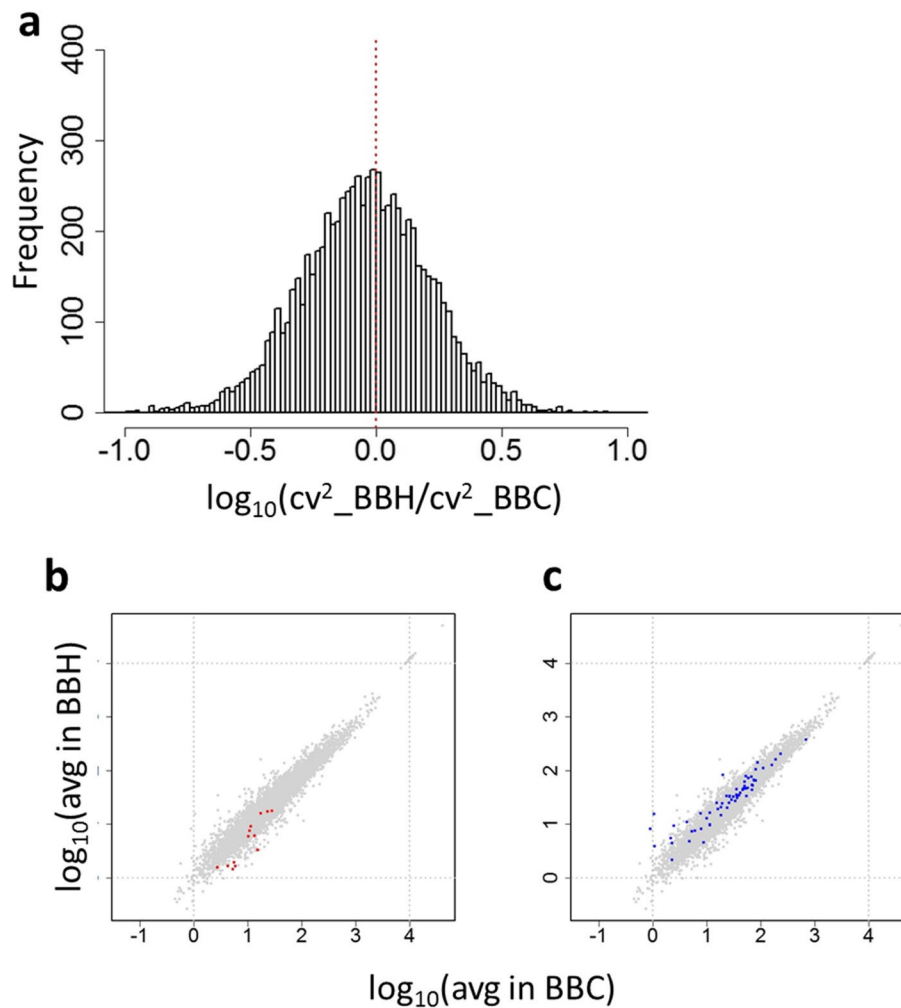 a
Frequency
400
300
200
100
0
-1.0 -0.5 0.0 0.5 1.0
log₁₀(cv²_BBH/cv²_BBC)
b c
log₁₀(avg in BBH)
4
3
2
1
0
-1 0 1 2 3 4 -1 0 1 2 3 4
log₁₀(avg in BBC)